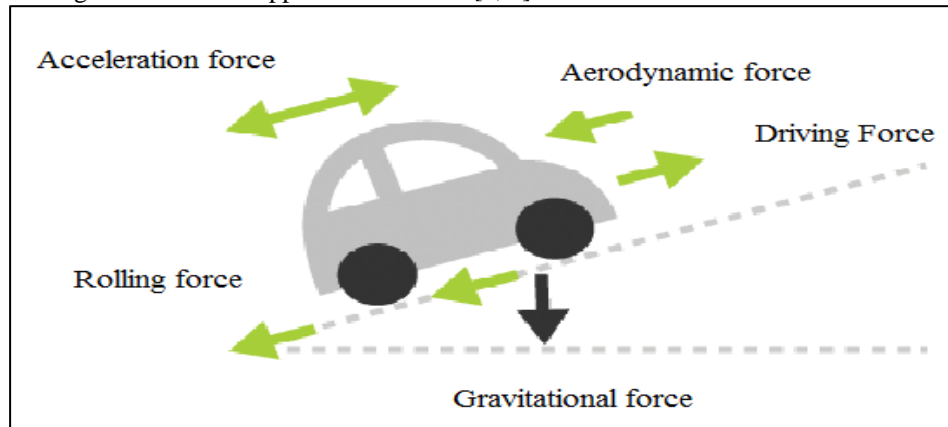 Acceleration force
Aerodynamic force
Driving Force
Rolling force
Gravitational force